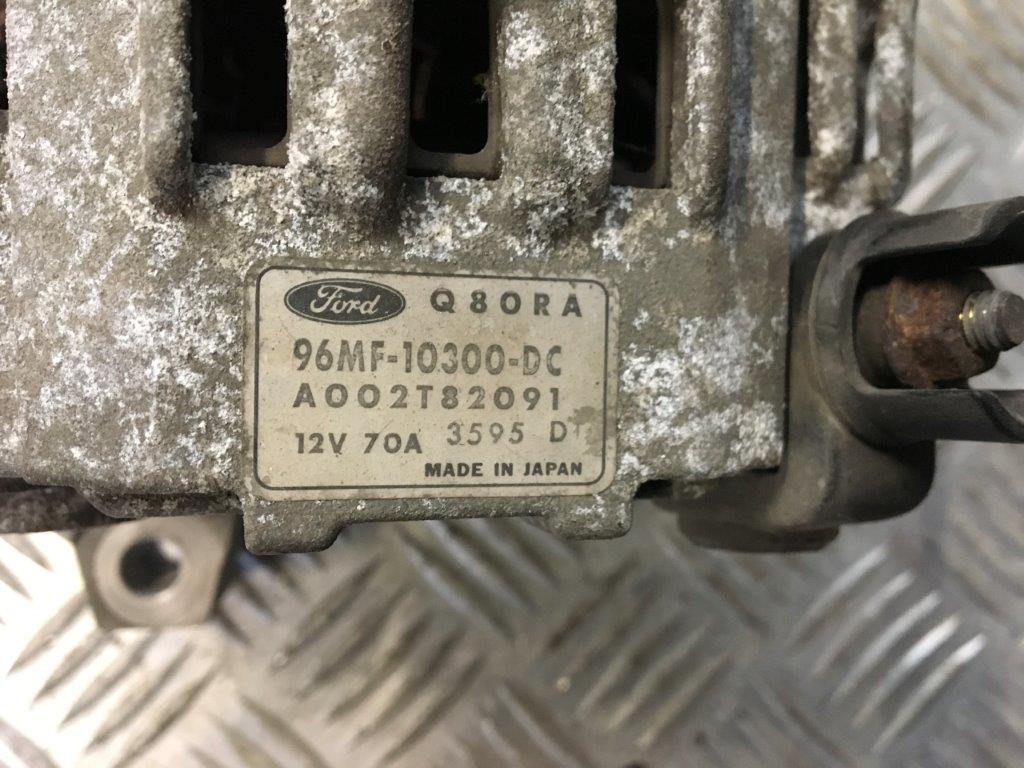 Ford Q80RA
96MF-10300-DC
A002T82091
12V 70A 3595 D
MADE IN JAPAN